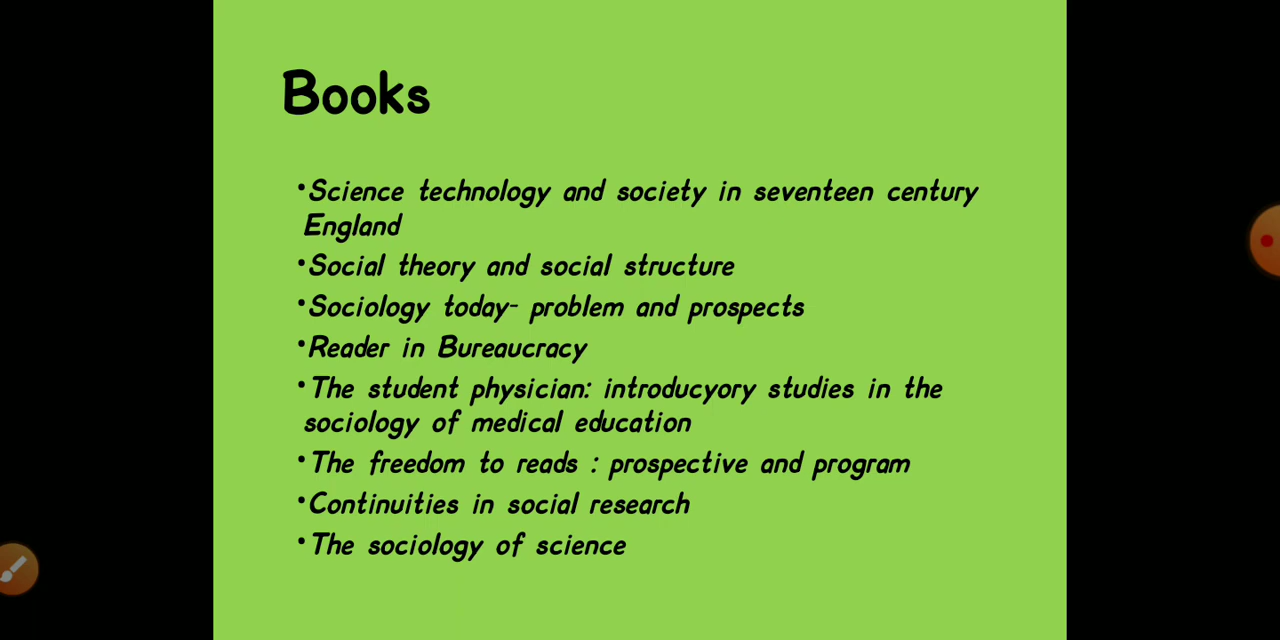 Books
•Science technology and society in seventeen century
England
•Social theory and social structure
•Sociology today- problem and prospects
•Reader in Bureaucracy
•The student physician: introducyory studies in the
sociology of medical education
•The freedom to reads : prospective and program
•Continuities in social research
•The sociology of science